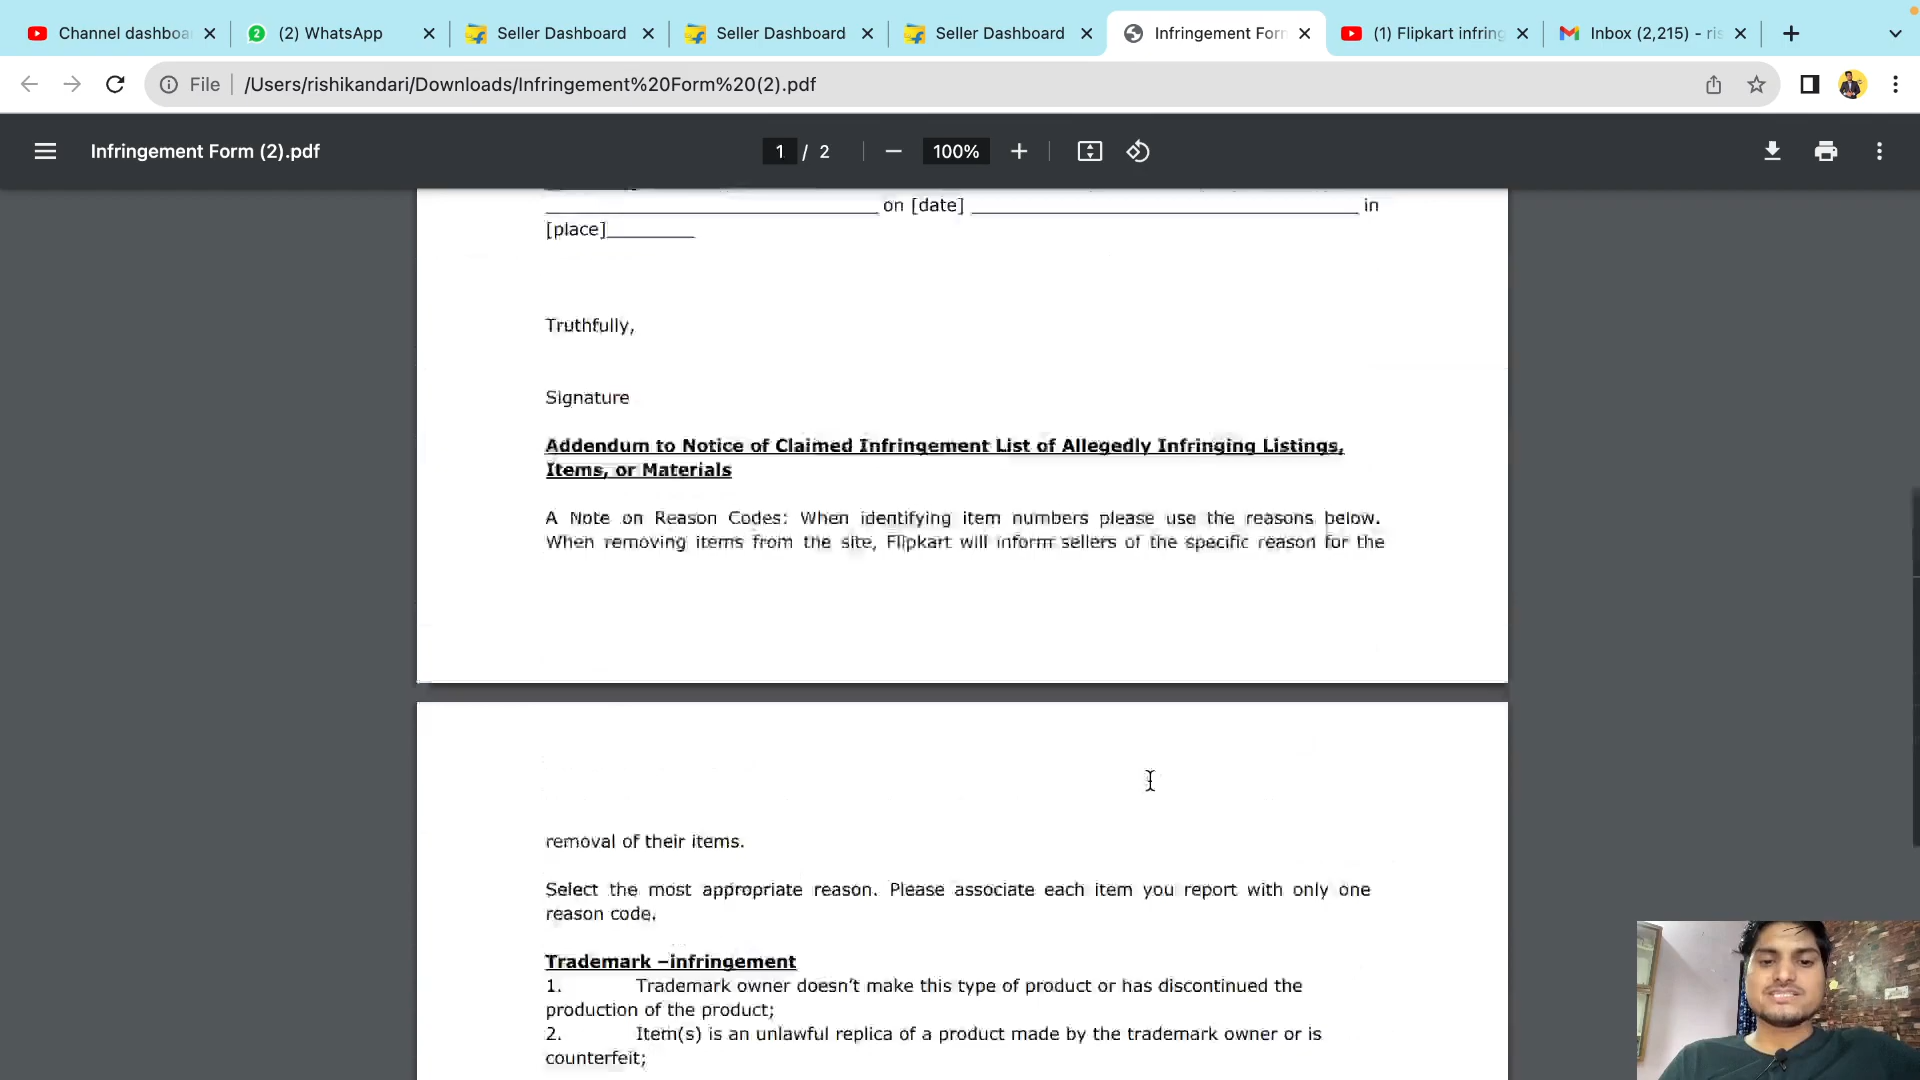 Channel dashboa
(2) WhatsApp
Seller Dashboard
Seller Dashboard
Seller Dashboard
Infringement For
(1) Flipkart infring
Inbox (2,215) - ris
File
/Users/rishikandari/Downloads/Infringement%20Form%20(2).pdf
Infringement Form (2).pdf
1 / 2
100%
on [date] in
[place]
Truthfully,
Signature
Addendum to Notice of Claimed Infringement List of Allegedly Infringing Listings,
Items, or Materials
A Note on Reason Codes: When identifying item numbers please use the reasons below.
When removing items from the site, Flipkart will inform sellers of the specific reason for the
removal of their items.
Select the most appropriate reason. Please associate each item you report with only one
reason code.
Trademark –infringement
1. Trademark owner doesn’t make this type of product or has discontinued the
production of the product;
2. Item(s) is an unlawful replica of a product made by the trademark owner or is
counterfeit;